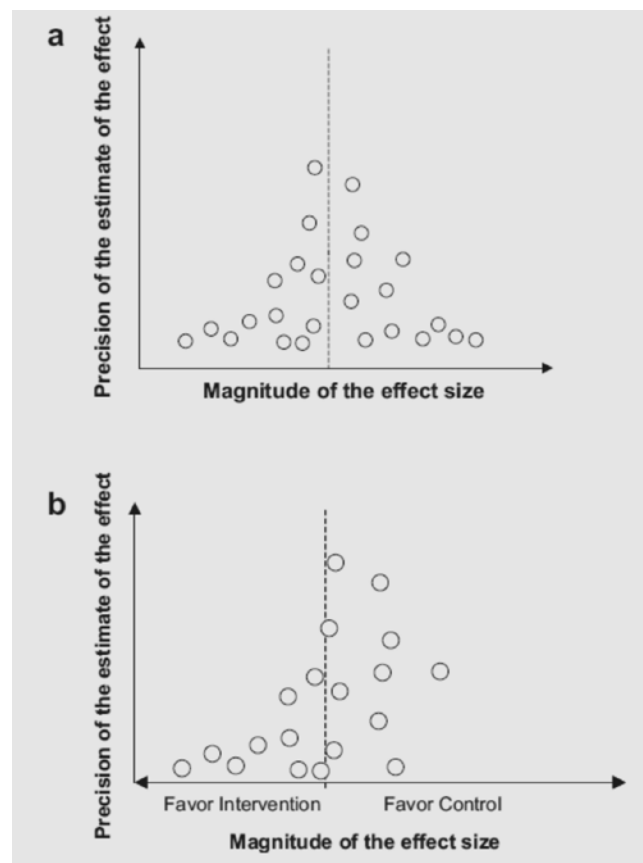 a
Precision of the estimate of the effect
Magnitude of the effect size
b
Precision of the estimate of the effect
Favor Intervention
Favor Control
Magnitude of the effect size